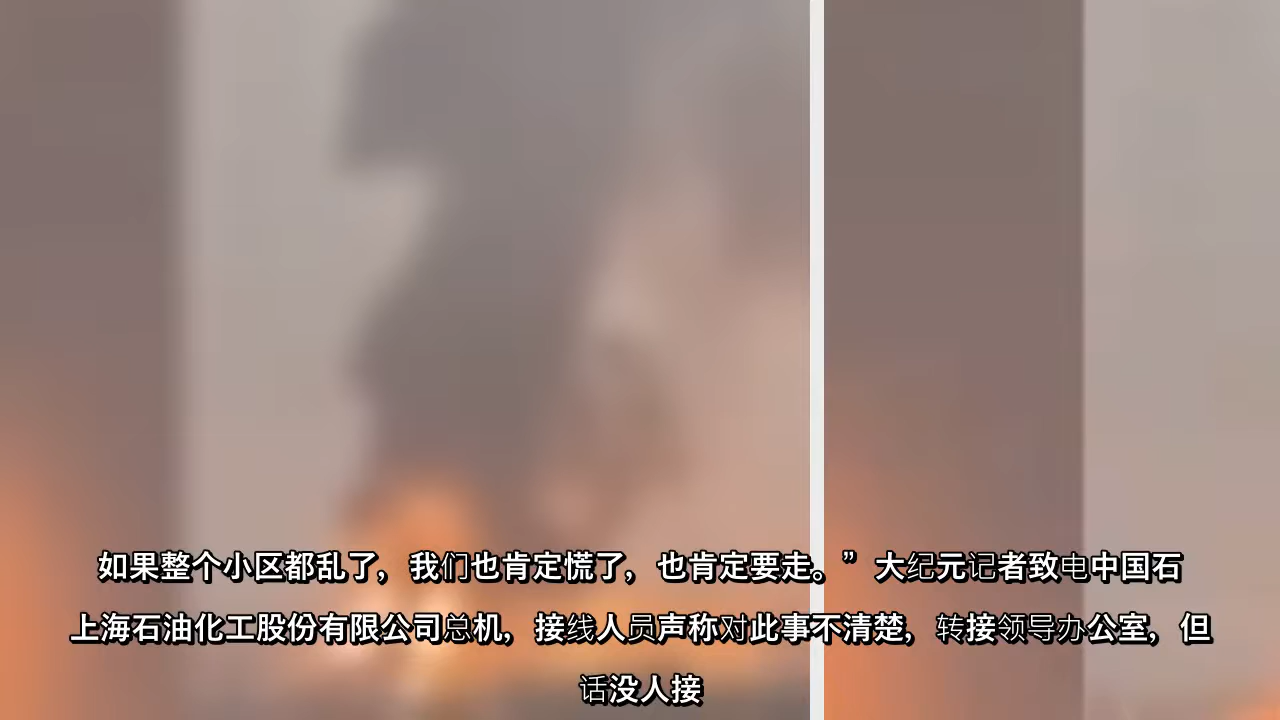 如果整个小区都乱了，我们也肯定慌了，也肯定要走。”大纪元记者致电中国石
上海石油化工股份有限公司总机，接线人员声称对此事不清楚，转接领导办公室，但
话没人接